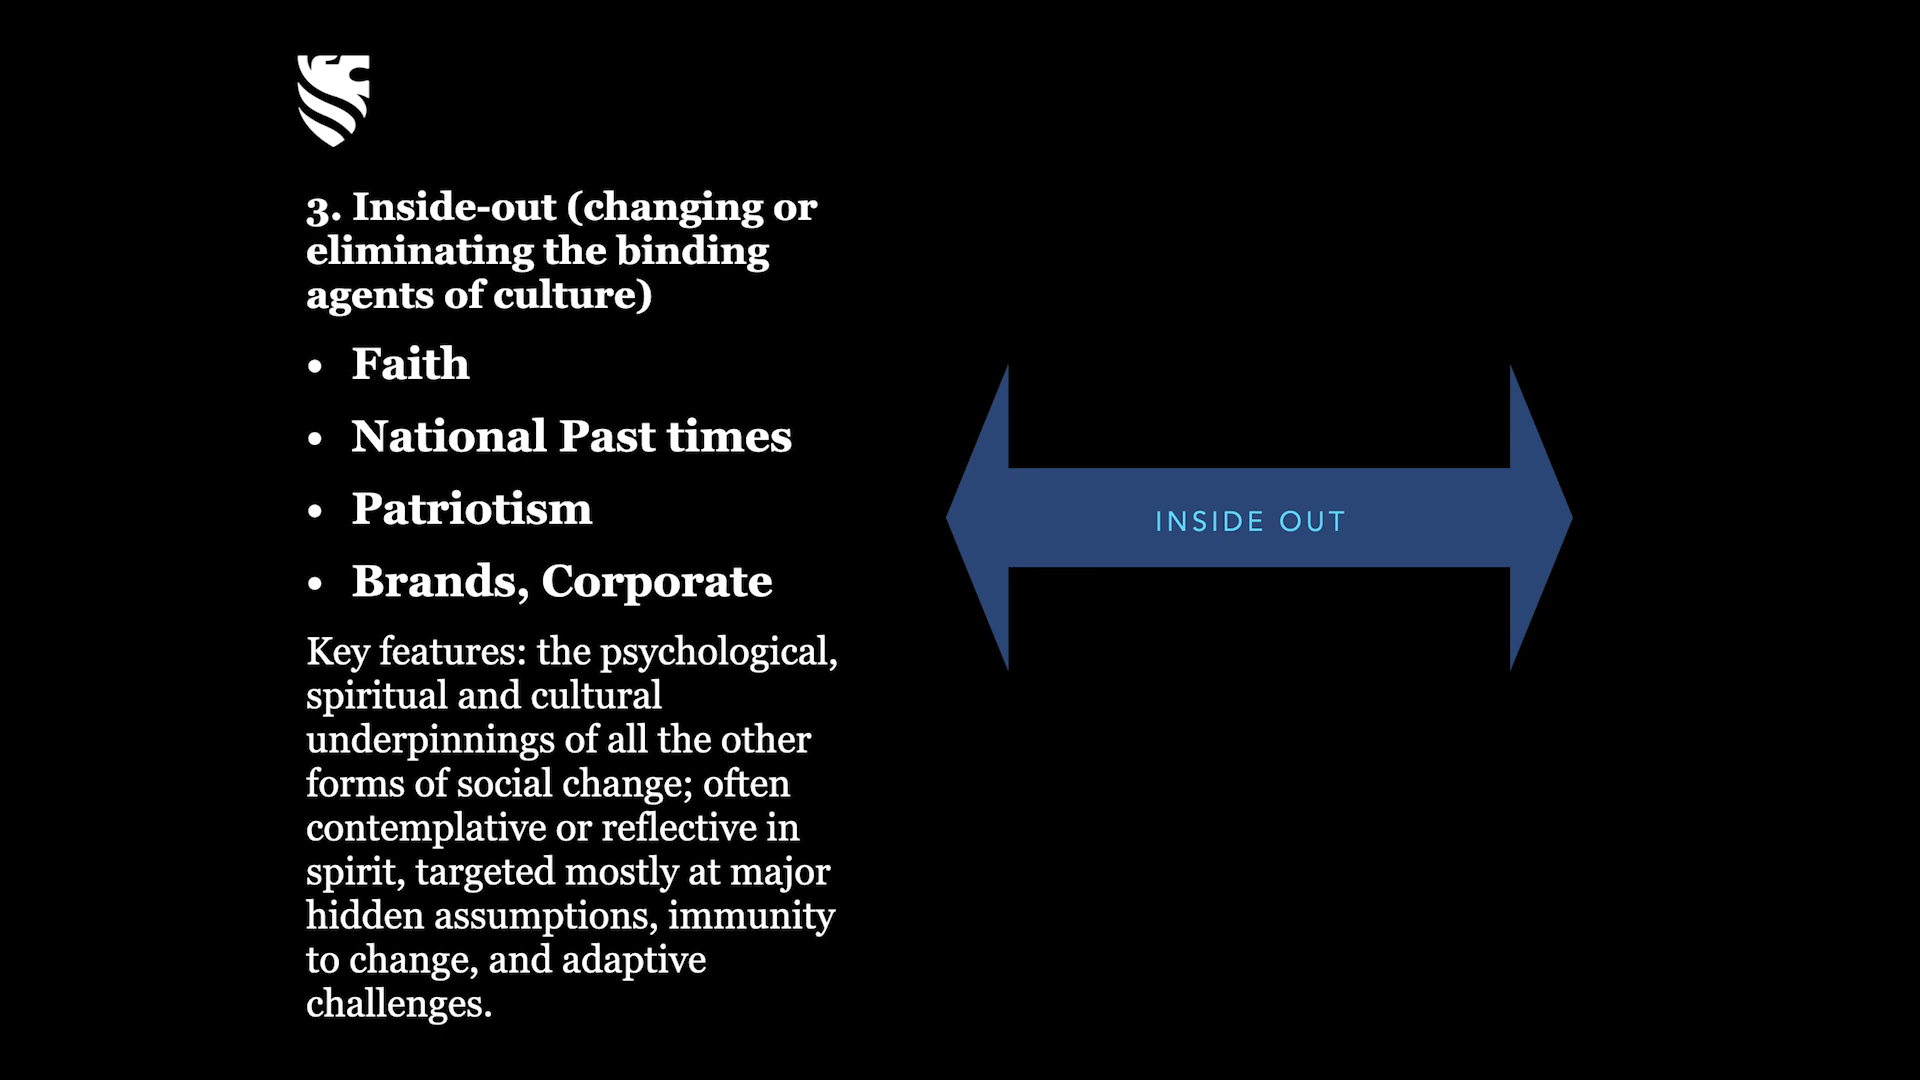 3. Inside-out (changing or
eliminating the binding
agents of culture)
• Faith
• National Past times
• Patriotism
• Brands, Corporate
Key features: the psychological,
spiritual and cultural
underpinnings of all the other
forms of social change; often
contemplative or reflective in
spirit, targeted mostly at major
hidden assumptions, immunity
to change, and adaptive
challenges.
INSIDE OUT